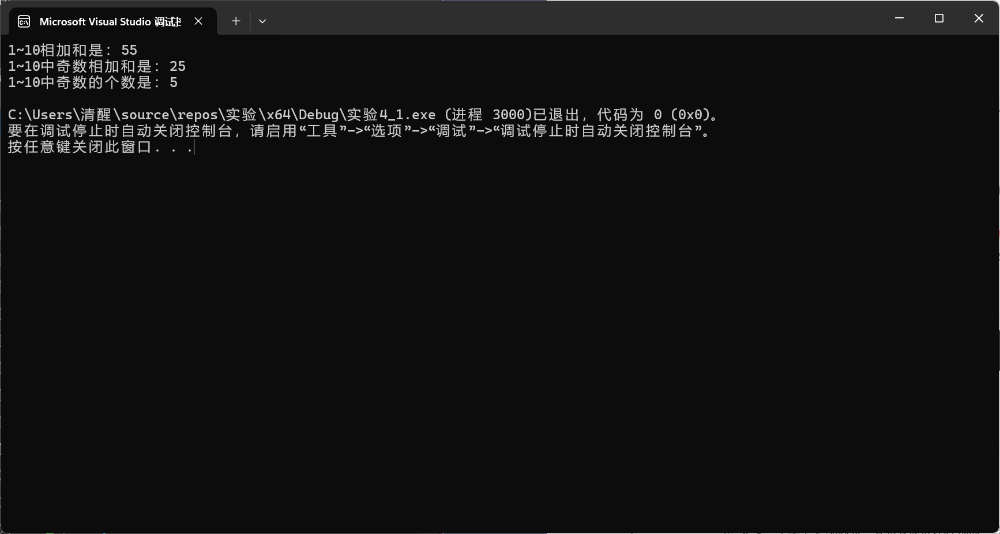 Microsoft Visual Studio 调试
1~10相加和是: 55
1~10中奇数相加和是: 25
1~10中奇数的个数是: 5
C:\Users\清醒\source\repos\实验\x64\Debug\实验4_1.exe (进程 3000)已退出，代码为 0 (0x0)。
要在调试停止时自动关闭控制台，请启用“工具”->“选项”->“调试”->“调试停止时自动关闭控制台”。
按任意键关闭此窗口. . .